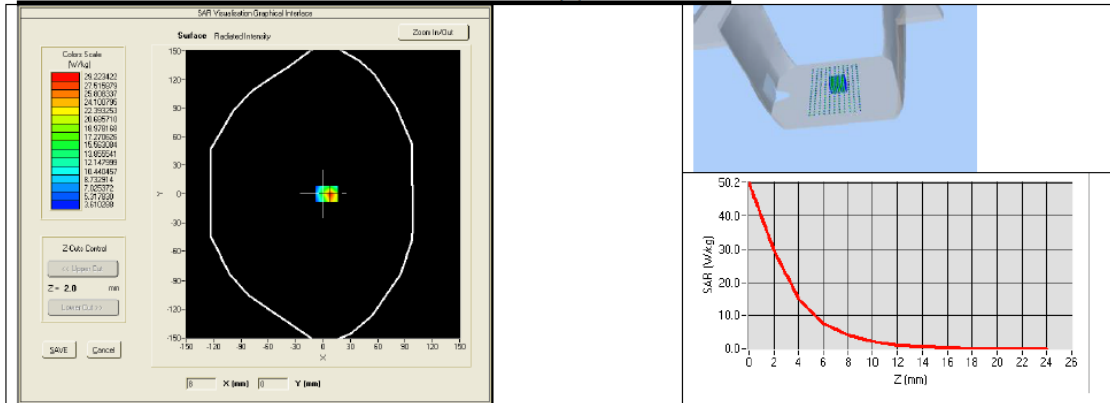 SAR Visualisation Graphical Interface
Surface Radiated Intensity
Zoom In/Out
Colors Scale
(W/kg)
29.223422
27.515879
25.808337
24.100795
22.393253
20.685710
18.978168
17.270626
15.563084
13.855541
12.147999
10.440457
8.732914
7.025372
5.317830
3.610288
150
120
90
60
30
0
-30
-60
-90
-120
-150
Y
-150 -120 -90 -60 -30 0 30 60 90 120 150
X
Z-Cuts Control
<< Upper Cut
Z = 2.0 mm
Lower Cut >>
SAVE Cancel
X (mm) 0 Y (mm)
50.2
40.0
30.0
20.0
10.0
0.0
SAR (W/kg)
0 2 4 6 8 10 12 14 16 18 20 22 24 26
Z (mm)